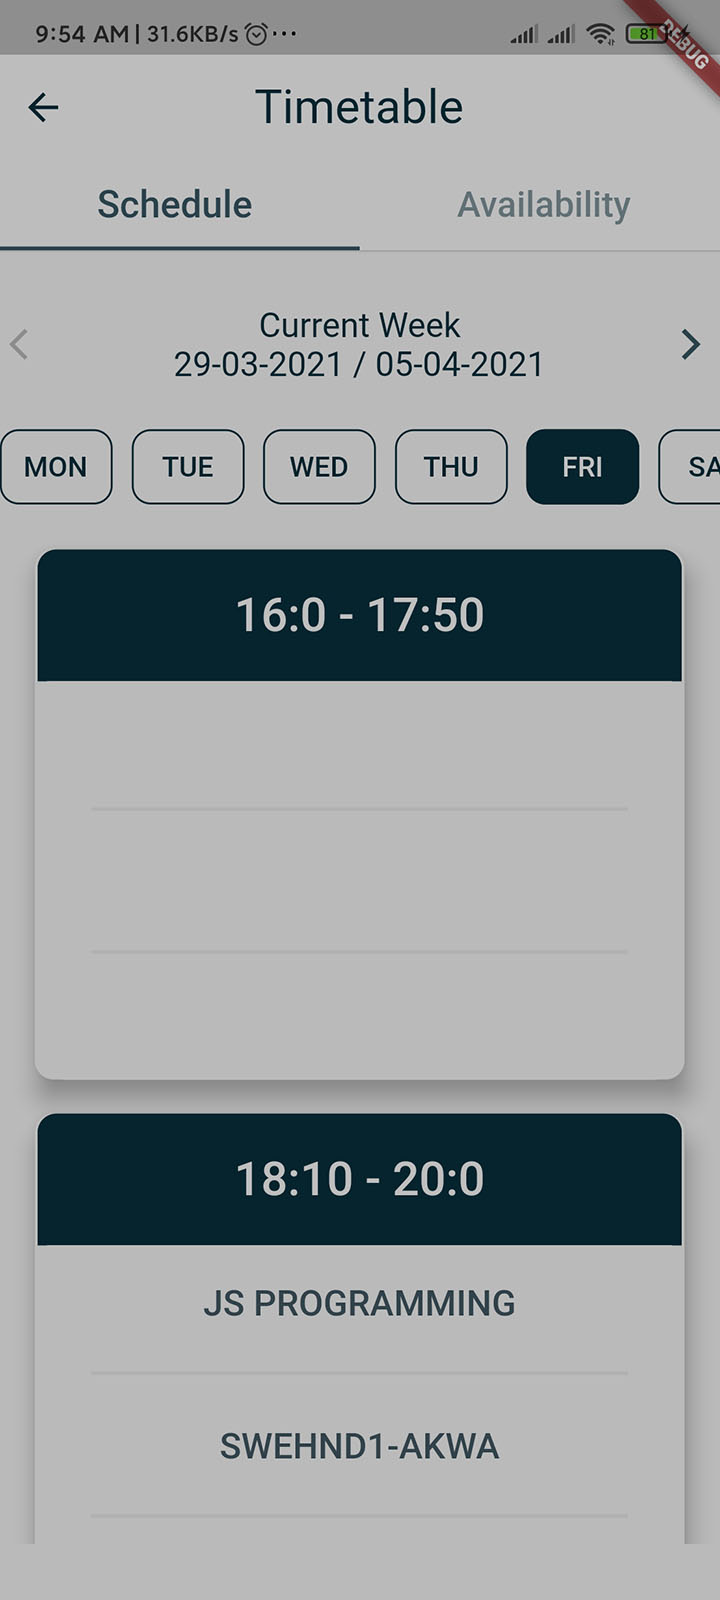 9:54 AM | 31.6KB/s ...
81
DEBUG
Timetable
Schedule
Availability
Current Week
29-03-2021 / 05-04-2021
MON
TUE
WED
THU
FRI
SA
16:0 - 17:50
18:10 - 20:0
JS PROGRAMMING
SWEHND1-AKWA